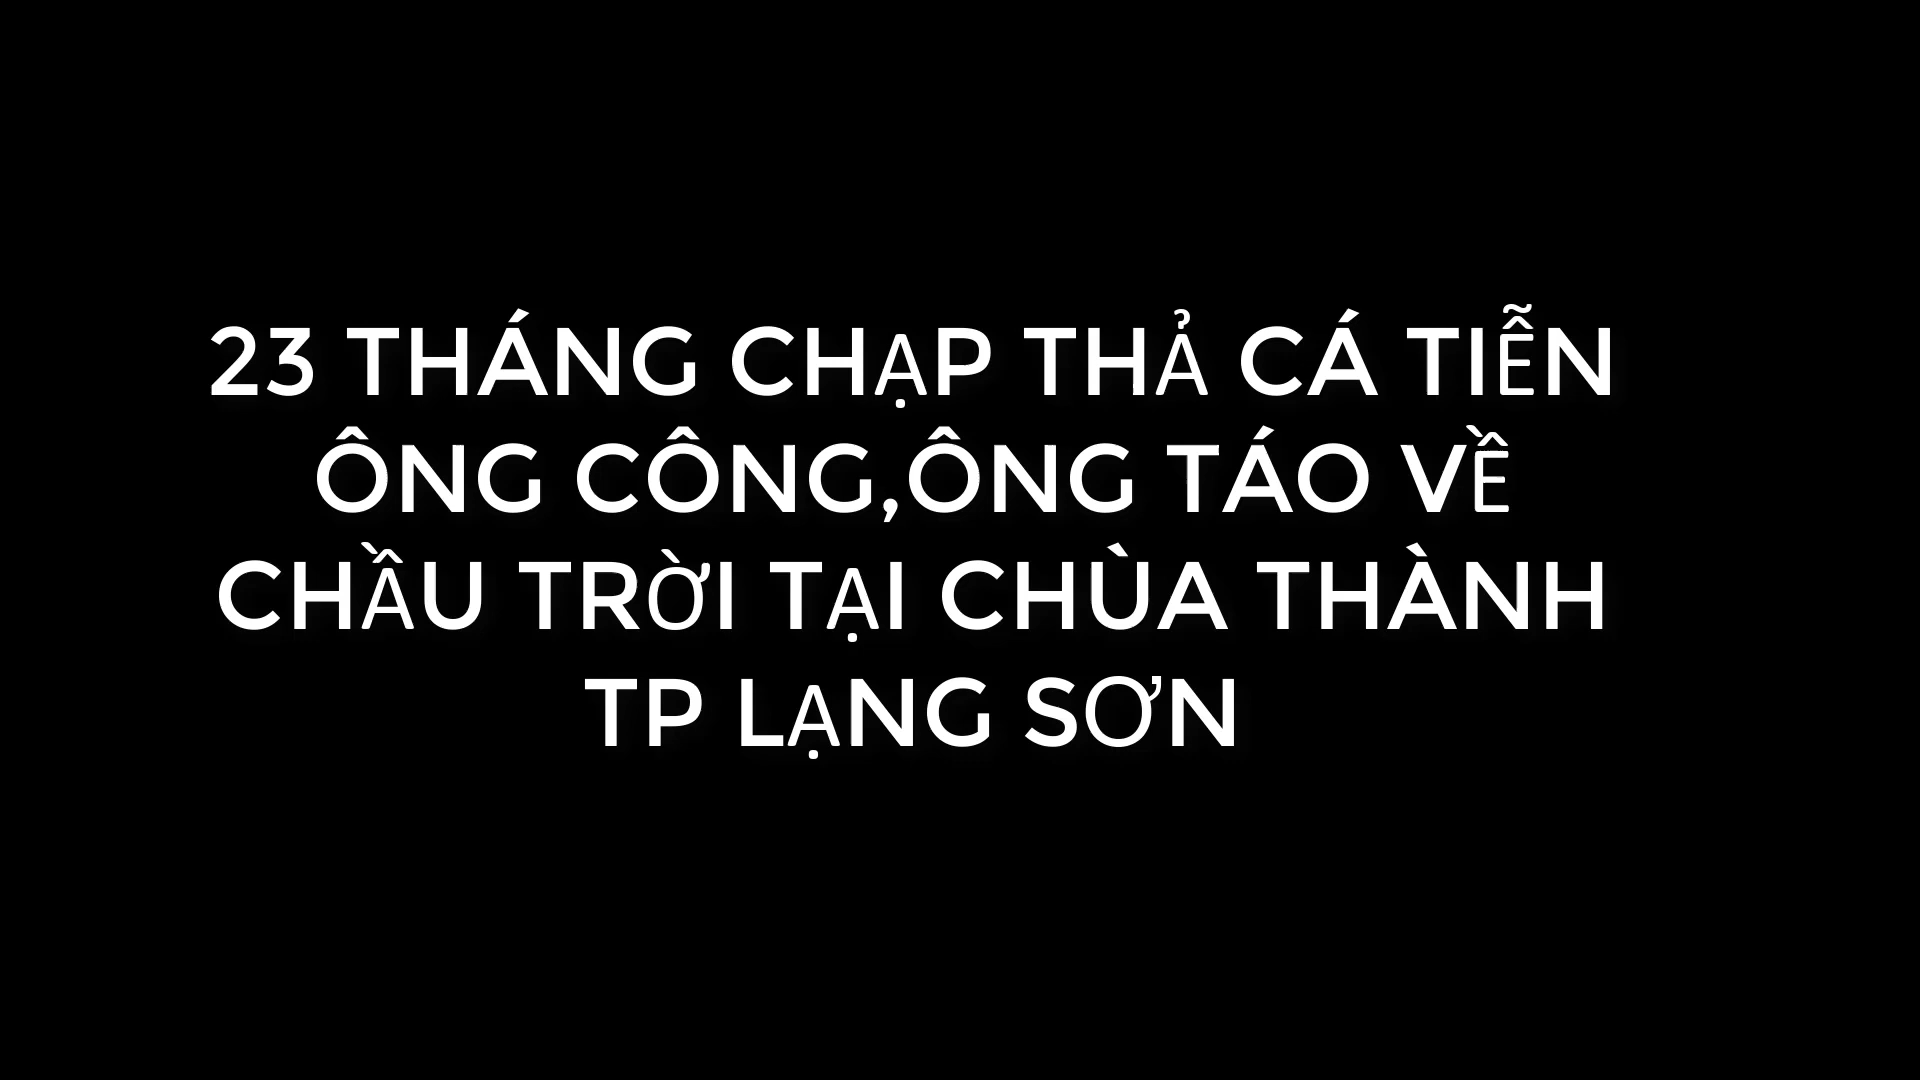 23 THÁNG CHẠP THẢ CÁ TIỄN
ÔNG CÔNG,ÔNG TÁO VỀ
CHẦU TRỜI TẠI CHÙA THÀNH
TP LẠNG SƠN